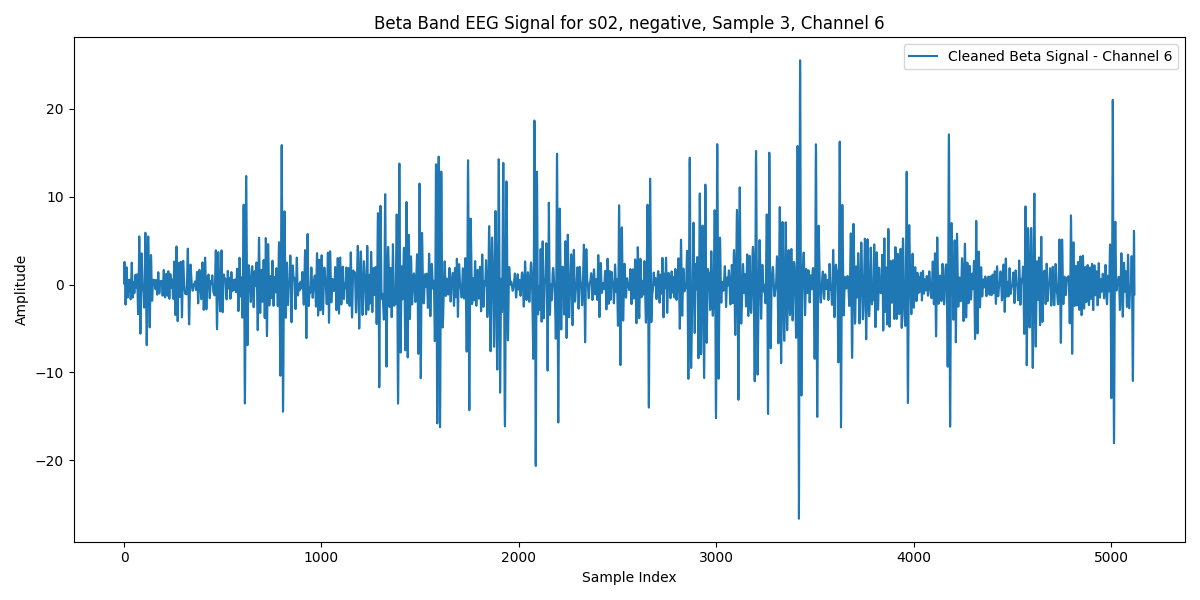 Beta Band EEG Signal for s02, negative, Sample 3, Channel 6
Cleaned Beta Signal - Channel 6
Amplitude
20
10
0
−10
−20
0 1000 2000 3000 4000 5000
Sample Index